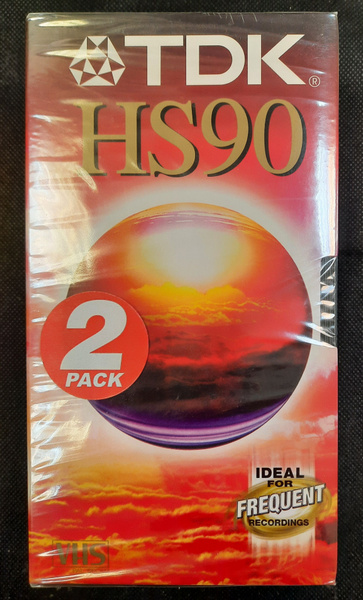 TDK®
HS90
2
PACK
IDEAL
FOR
FREQUENT
RECORDINGS
VHS